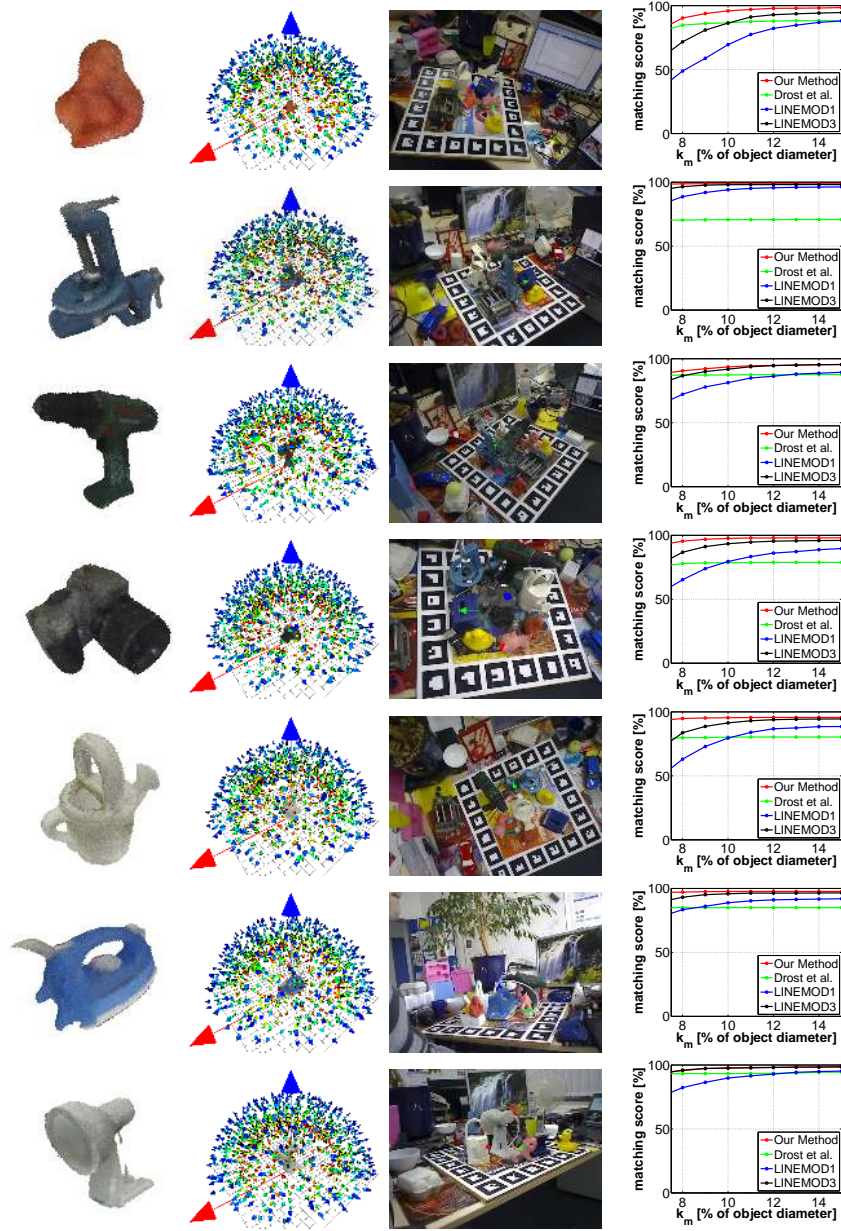 100
50
0
matching score [%]
Our Method
Drost et al.
LINEMOD1
LINEMOD3
8 10 12 14
k_m [% of object diameter]
100
50
0
matching score [%]
Our Method
Drost et al.
LINEMOD1
LINEMOD3
8 10 12 14
k_m [% of object diameter]
100
50
0
matching score [%]
Our Method
Drost et al.
LINEMOD1
LINEMOD3
8 10 12 14
k_m [% of object diameter]
100
50
0
matching score [%]
Our Method
Drost et al.
LINEMOD1
LINEMOD3
8 10 12 14
k_m [% of object diameter]
100
50
0
matching score [%]
Our Method
Drost et al.
LINEMOD1
LINEMOD3
8 10 12 14
k_m [% of object diameter]
100
50
0
matching score [%]
Our Method
Drost et al.
LINEMOD1
LINEMOD3
8 10 12 14
k_m [% of object diameter]
100
50
0
matching score [%]
Our Method
Drost et al.
LINEMOD1
LINEMOD3
8 10 12 14
k_m [% of object diameter]